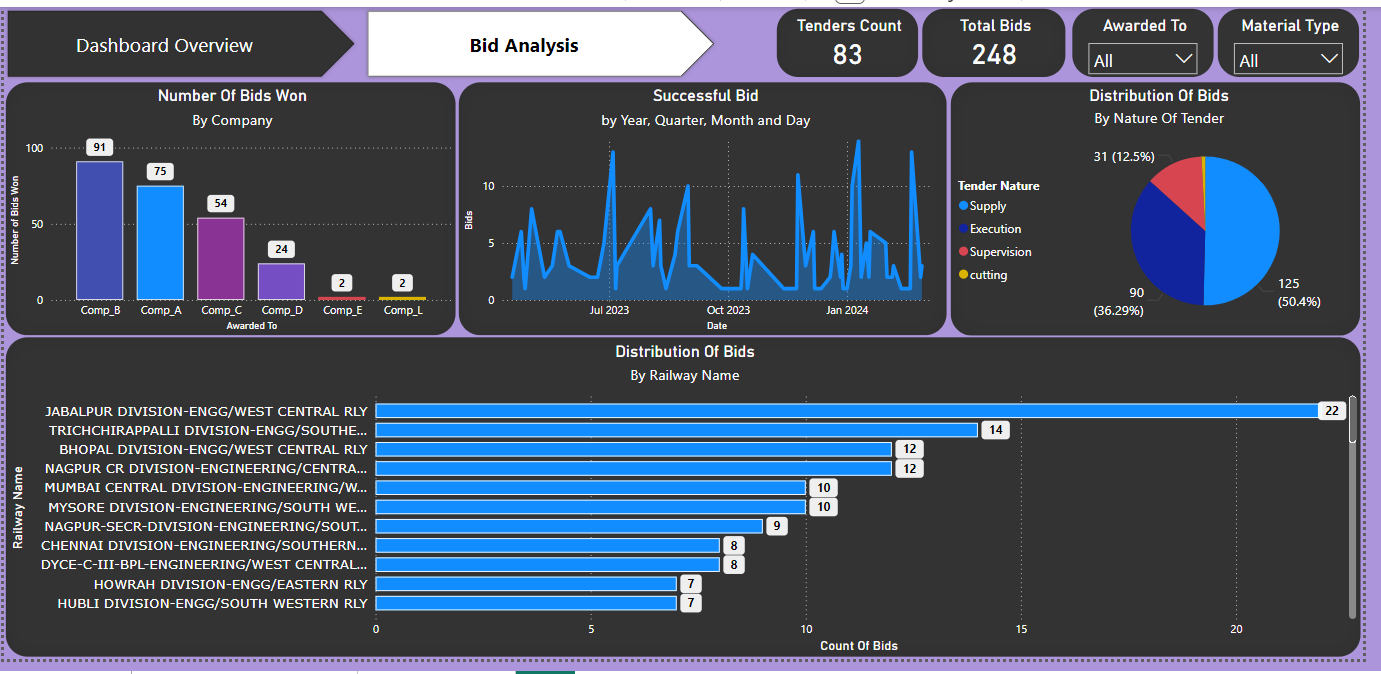 Dashboard Overview
Bid Analysis
Tenders Count
83
Total Bids
248
Awarded To
All
Material Type
All
Number Of Bids Won
By Company
Number of Bids Won
100
50
0
91
75
54
24
2
2
Comp_B
Comp_A
Comp_C
Comp_D
Comp_E
Comp_L
Awarded To
Successful Bid
by Year, Quarter, Month and Day
Bids
10
5
0
Jul 2023
Oct 2023
Jan 2024
Date
Distribution Of Bids
By Nature Of Tender
Tender Nature
Supply
Execution
Supervision
cutting
31 (12.5%)
90
(36.29%)
125
(50.4%)
Distribution Of Bids
By Railway Name
Railway Name
JABALPUR DIVISION-ENGG/WEST CENTRAL RLY
22
TRICHCHIRAPPALLI DIVISION-ENGG/SOUTHE...
14
BHOPAL DIVISION-ENGG/WEST CENTRAL RLY
12
NAGPUR CR DIVISION-ENGINEERING/CENTRA...
12
MUMBAI CENTRAL DIVISION-ENGINEERING/W...
10
MYSORE DIVISION-ENGINEERING/SOUTH WE...
10
NAGPUR-SECR-DIVISION-ENGINEERING/SOUT...
9
CHENNAI DIVISION-ENGINEERING/SOUTHERN...
8
DYCE-C-III-BPL-ENGINEERING/WEST CENTRAL...
8
HOWRAH DIVISION-ENGG/EASTERN RLY
7
HUBLI DIVISION-ENGG/SOUTH WESTERN RLY
7
0
5
10
15
20
Count Of Bids